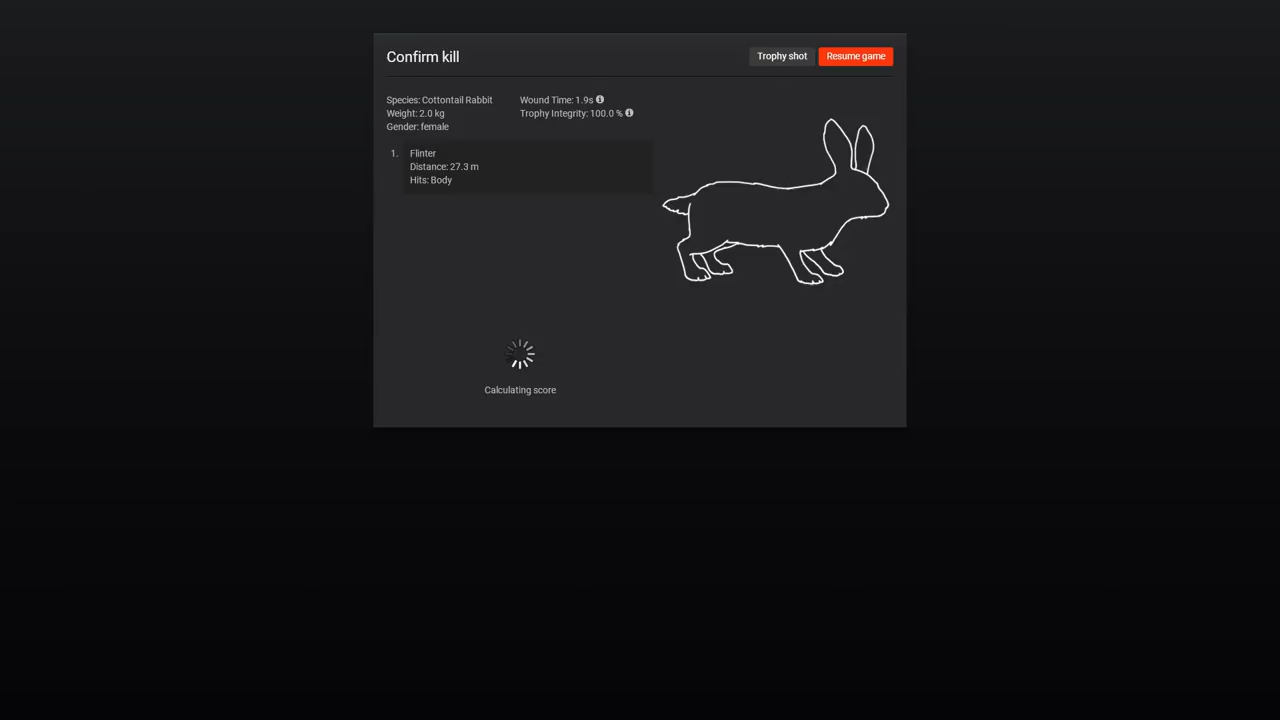 Confirm kill
Trophy shot
Resume game
Species: Cottontail Rabbit
Weight: 2.0 kg
Gender: female
Wound Time: 1.9s
Trophy Integrity: 100.0 %
1. Flinter
Distance: 27.3 m
Hits: Body
Calculating score